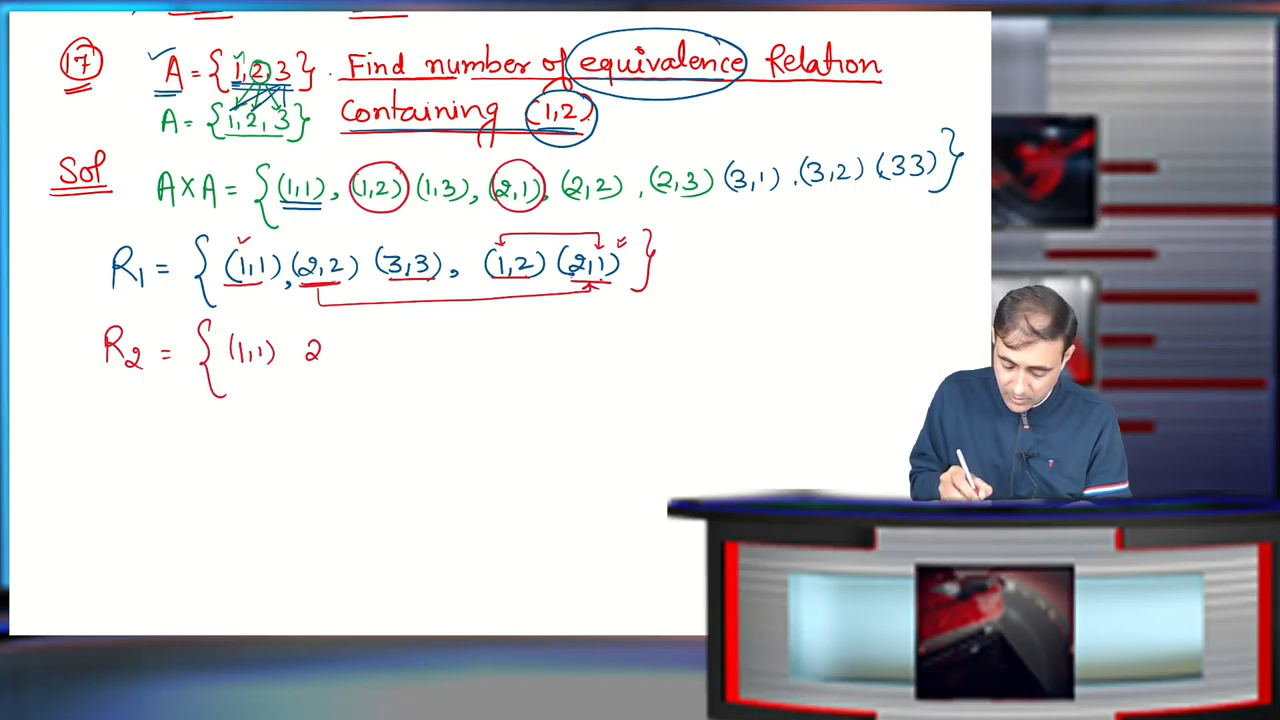 17 A = {1,2,3}. Find number of equivalence Relation
A = {1,2,3} containing (1,2)
Sol
A×A = {(1,1), (1,2) (1,3), (2,1), (2,2), (2,3) (3,1), (3,2) (,33)}
R1 = {(1,1), (2,2) (3,3), (1,2) (2,1)}
R2 = {(1,1) 2